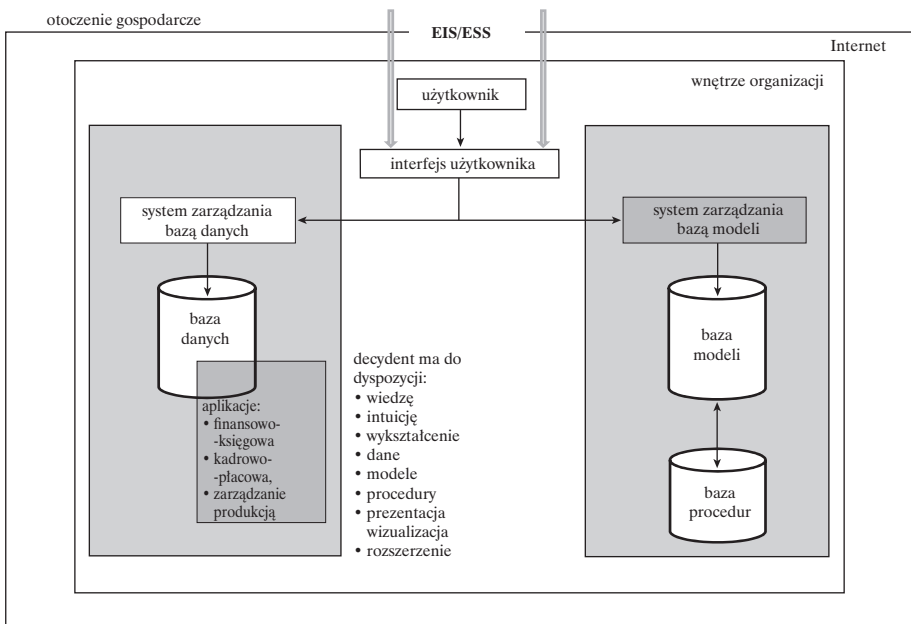 otoczenie gospodarcze
EIS/ESS
Internet
wnętrze organizacji
użytkownik
interfejs użytkownika
system zarządzania
bazą danych
system zarządzania
bazą modeli
baza
danych
baza
modeli
aplikacje:
• finansowo-
-księgowa
• kadrowo-
-płacowa,
• zarządzanie
produkcją
decydent ma do
dyspozycji:
• wiedzę
• intuicję
• wykształcenie
• dane
• modele
• procedury
• prezentacja
wizualizacja
• rozszerzenie
baza
procedur